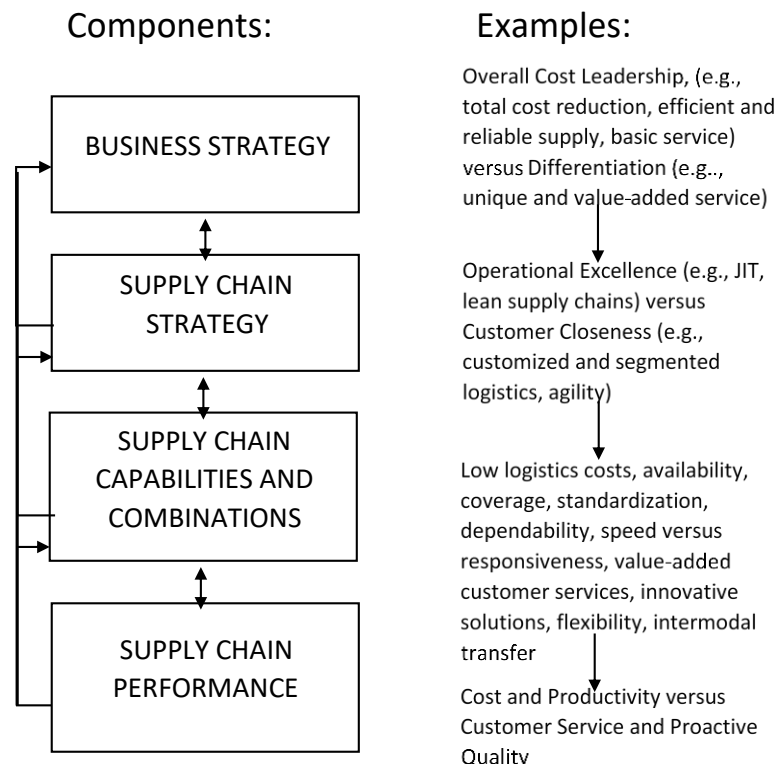 Components:
BUSINESS STRATEGY
SUPPLY CHAIN
STRATEGY
SUPPLY CHAIN
CAPABILITIES AND
COMBINATIONS
SUPPLY CHAIN
PERFORMANCE
Examples:
Overall Cost Leadership, (e.g.,
total cost reduction, efficient and
reliable supply, basic service)
versus Differentiation (e.g.,
unique and value-added service)
Operational Excellence (e.g., JIT,
lean supply chains) versus
Customer Closeness (e.g.,
customized and segmented
logistics, agility)
Low logistics costs, availability,
coverage, standardization,
dependability, speed versus
responsiveness, value-added
customer services, innovative
solutions, flexibility, intermodal
transfer
Cost and Productivity versus
Customer Service and Proactive
Quality